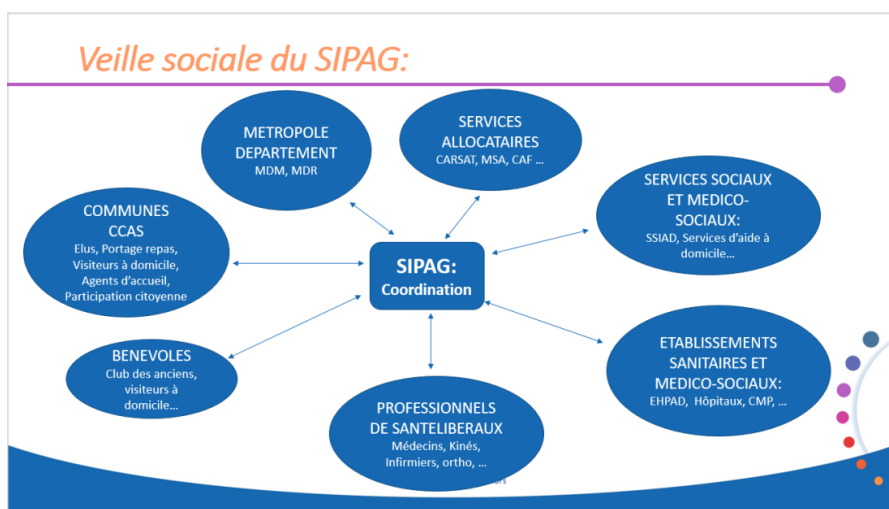 Veille sociale du SIPAG:
METROPOLE
DEPARTEMENT
MDM, MDR
SERVICES
ALLOCATAIRES
CARSAT, MSA, CAF ...
SERVICES SOCIAUX
ET MEDICO-
SOCIAUX:
SSIAD, Services d'aide à
domicile...
COMMUNES
CCAS
Elus, Portage repas,
Visiteurs à domicile,
Agents d'accueil,
Participation citoyenne
SIPAG:
Coordination
BENEVOLES
Club des anciens,
visiteurs à
domicile...
PROFESSIONNELS
DE SANTELIBERAUX
Médecins, Kinés,
Infirmiers, ortho, ...
ETABLISSEMENTS
SANITAIRES ET
MEDICO-SOCIAUX:
EHPAD, Hôpitaux, CMP, ...